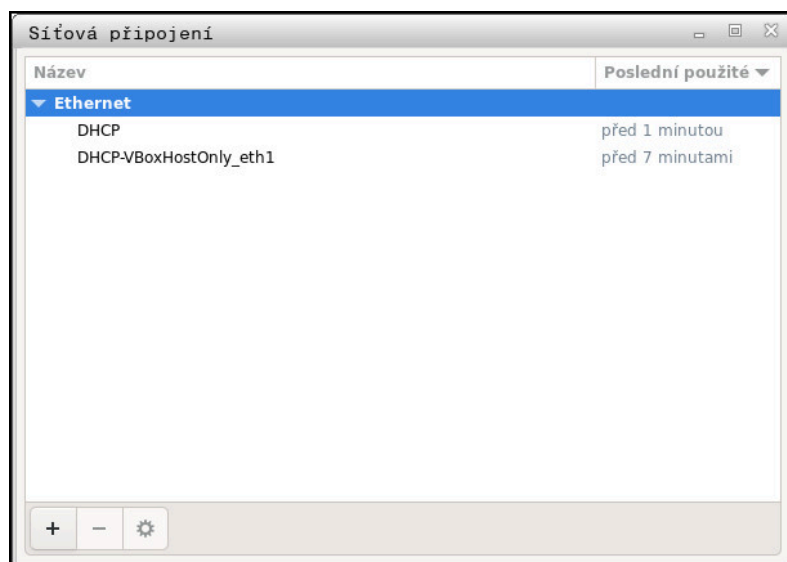 Síťová připojení
Název Poslední použité
Ethernet
DHCP před 1 minutou
DHCP-VBoxHostOnly_eth1 před 7 minutami